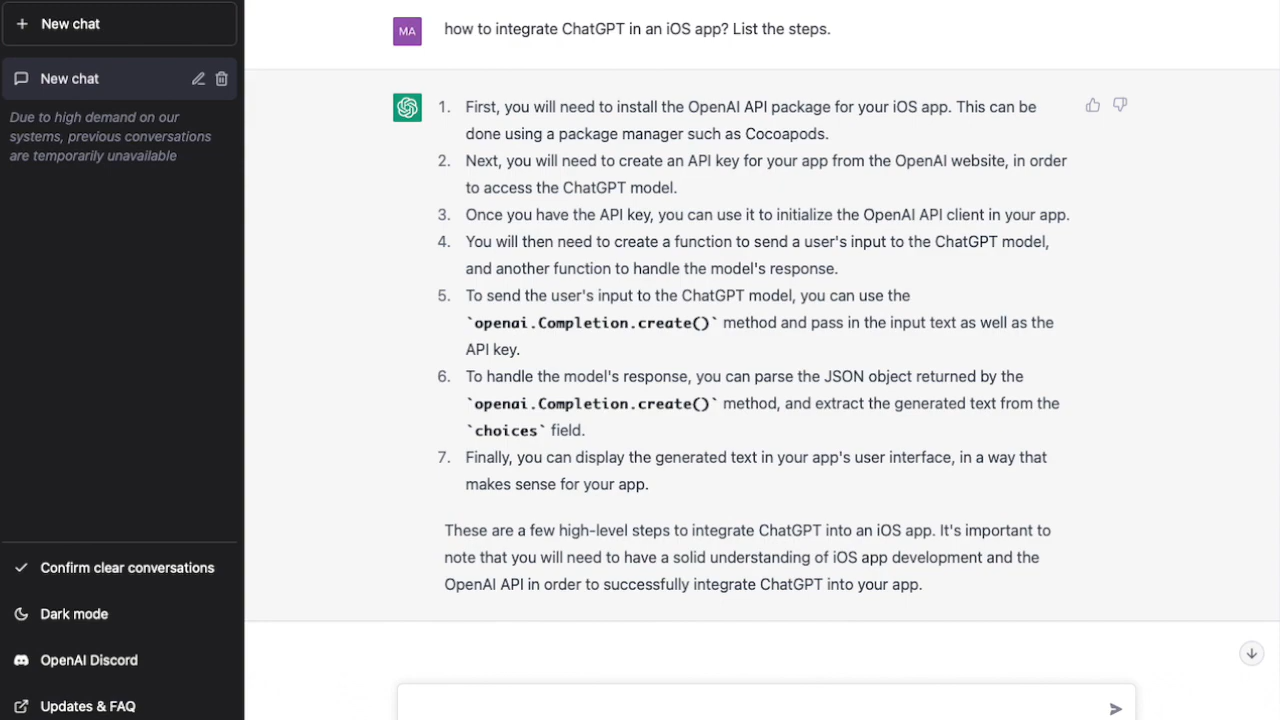 New chat
New chat
Due to high demand on our
systems, previous conversations
are temporarily unavailable
Confirm clear conversations
Dark mode
OpenAI Discord
Updates & FAQ
MA
how to integrate ChatGPT in an iOS app? List the steps.
1. First, you will need to install the OpenAI API package for your iOS app. This can be
done using a package manager such as Cocoapods.
2. Next, you will need to create an API key for your app from the OpenAI website, in order
to access the ChatGPT model.
3. Once you have the API key, you can use it to initialize the OpenAI API client in your app.
4. You will then need to create a function to send a user's input to the ChatGPT model,
and another function to handle the model's response.
5. To send the user's input to the ChatGPT model, you can use the
`openai.Completion.create()` method and pass in the input text as well as the
API key.
6. To handle the model's response, you can parse the JSON object returned by the
`openai.Completion.create()` method, and extract the generated text from the
`choices` field.
7. Finally, you can display the generated text in your app's user interface, in a way that
makes sense for your app.
These are a few high-level steps to integrate ChatGPT into an iOS app. It's important to
note that you will need to have a solid understanding of iOS app development and the
OpenAI API in order to successfully integrate ChatGPT into your app.